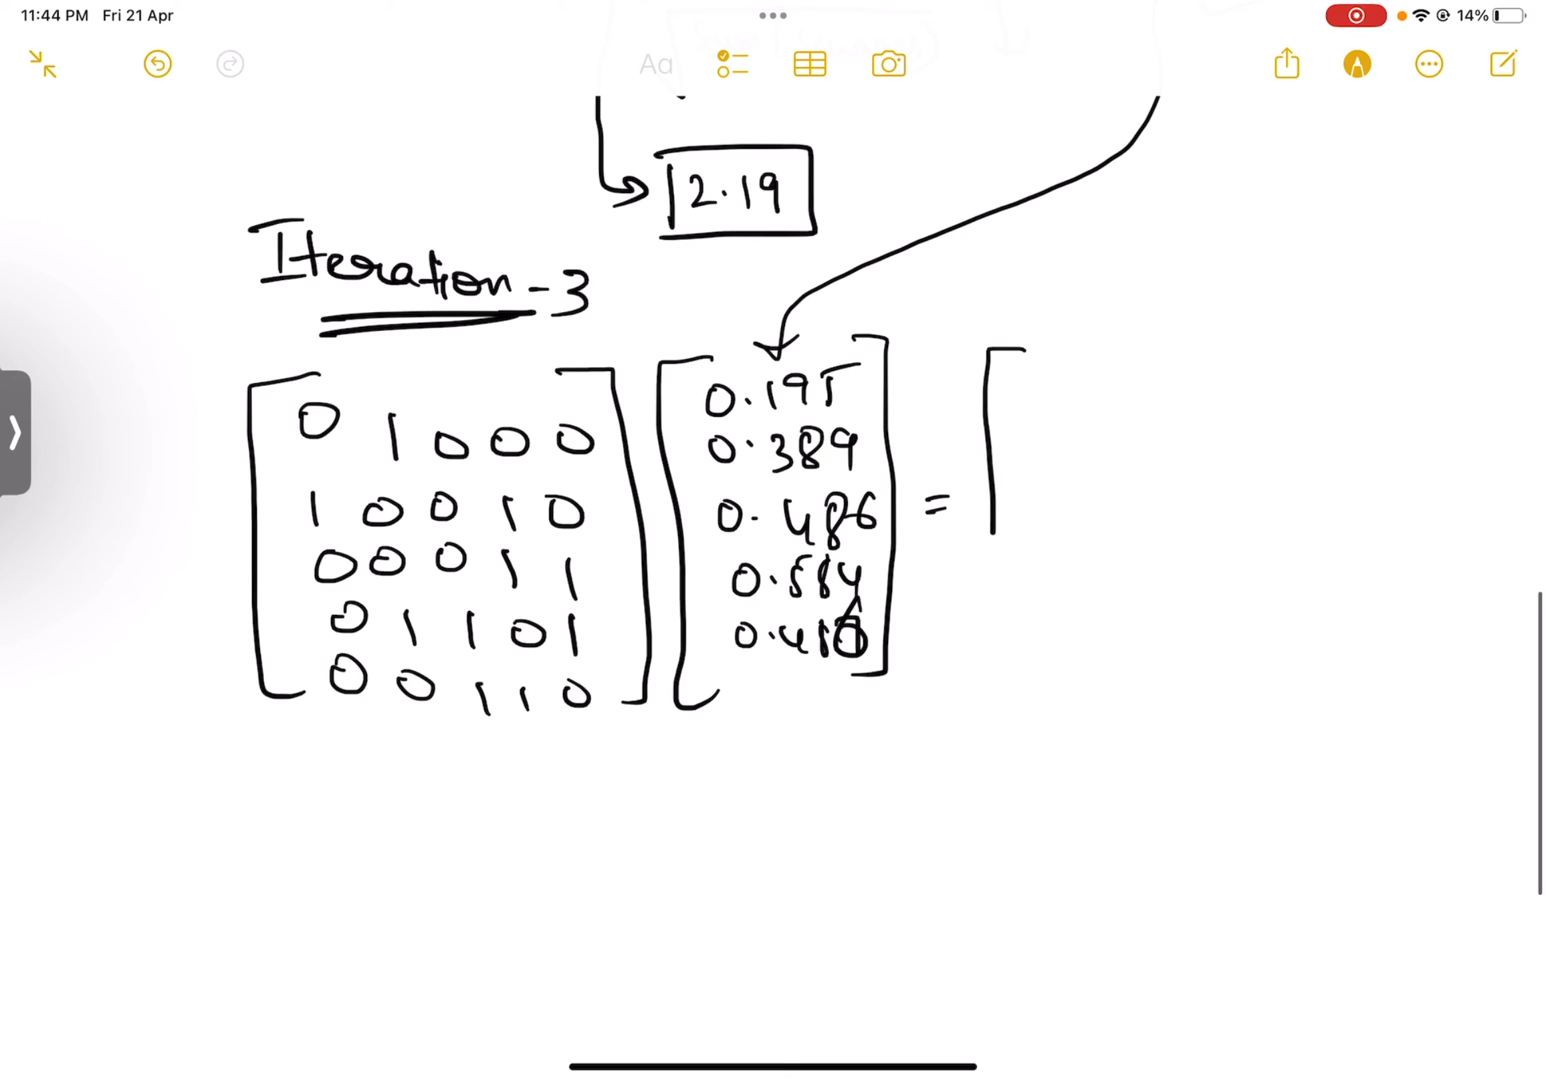 11:44 PM Fri 21 Apr
14%
Aa
2.19
Iteration-3
0 1 0 0 0
1 0 0 1 0
0 0 0 1 1
0 1 1 0 1
0 0 1 1 0
0.195
0.389
0.486
0.584
=